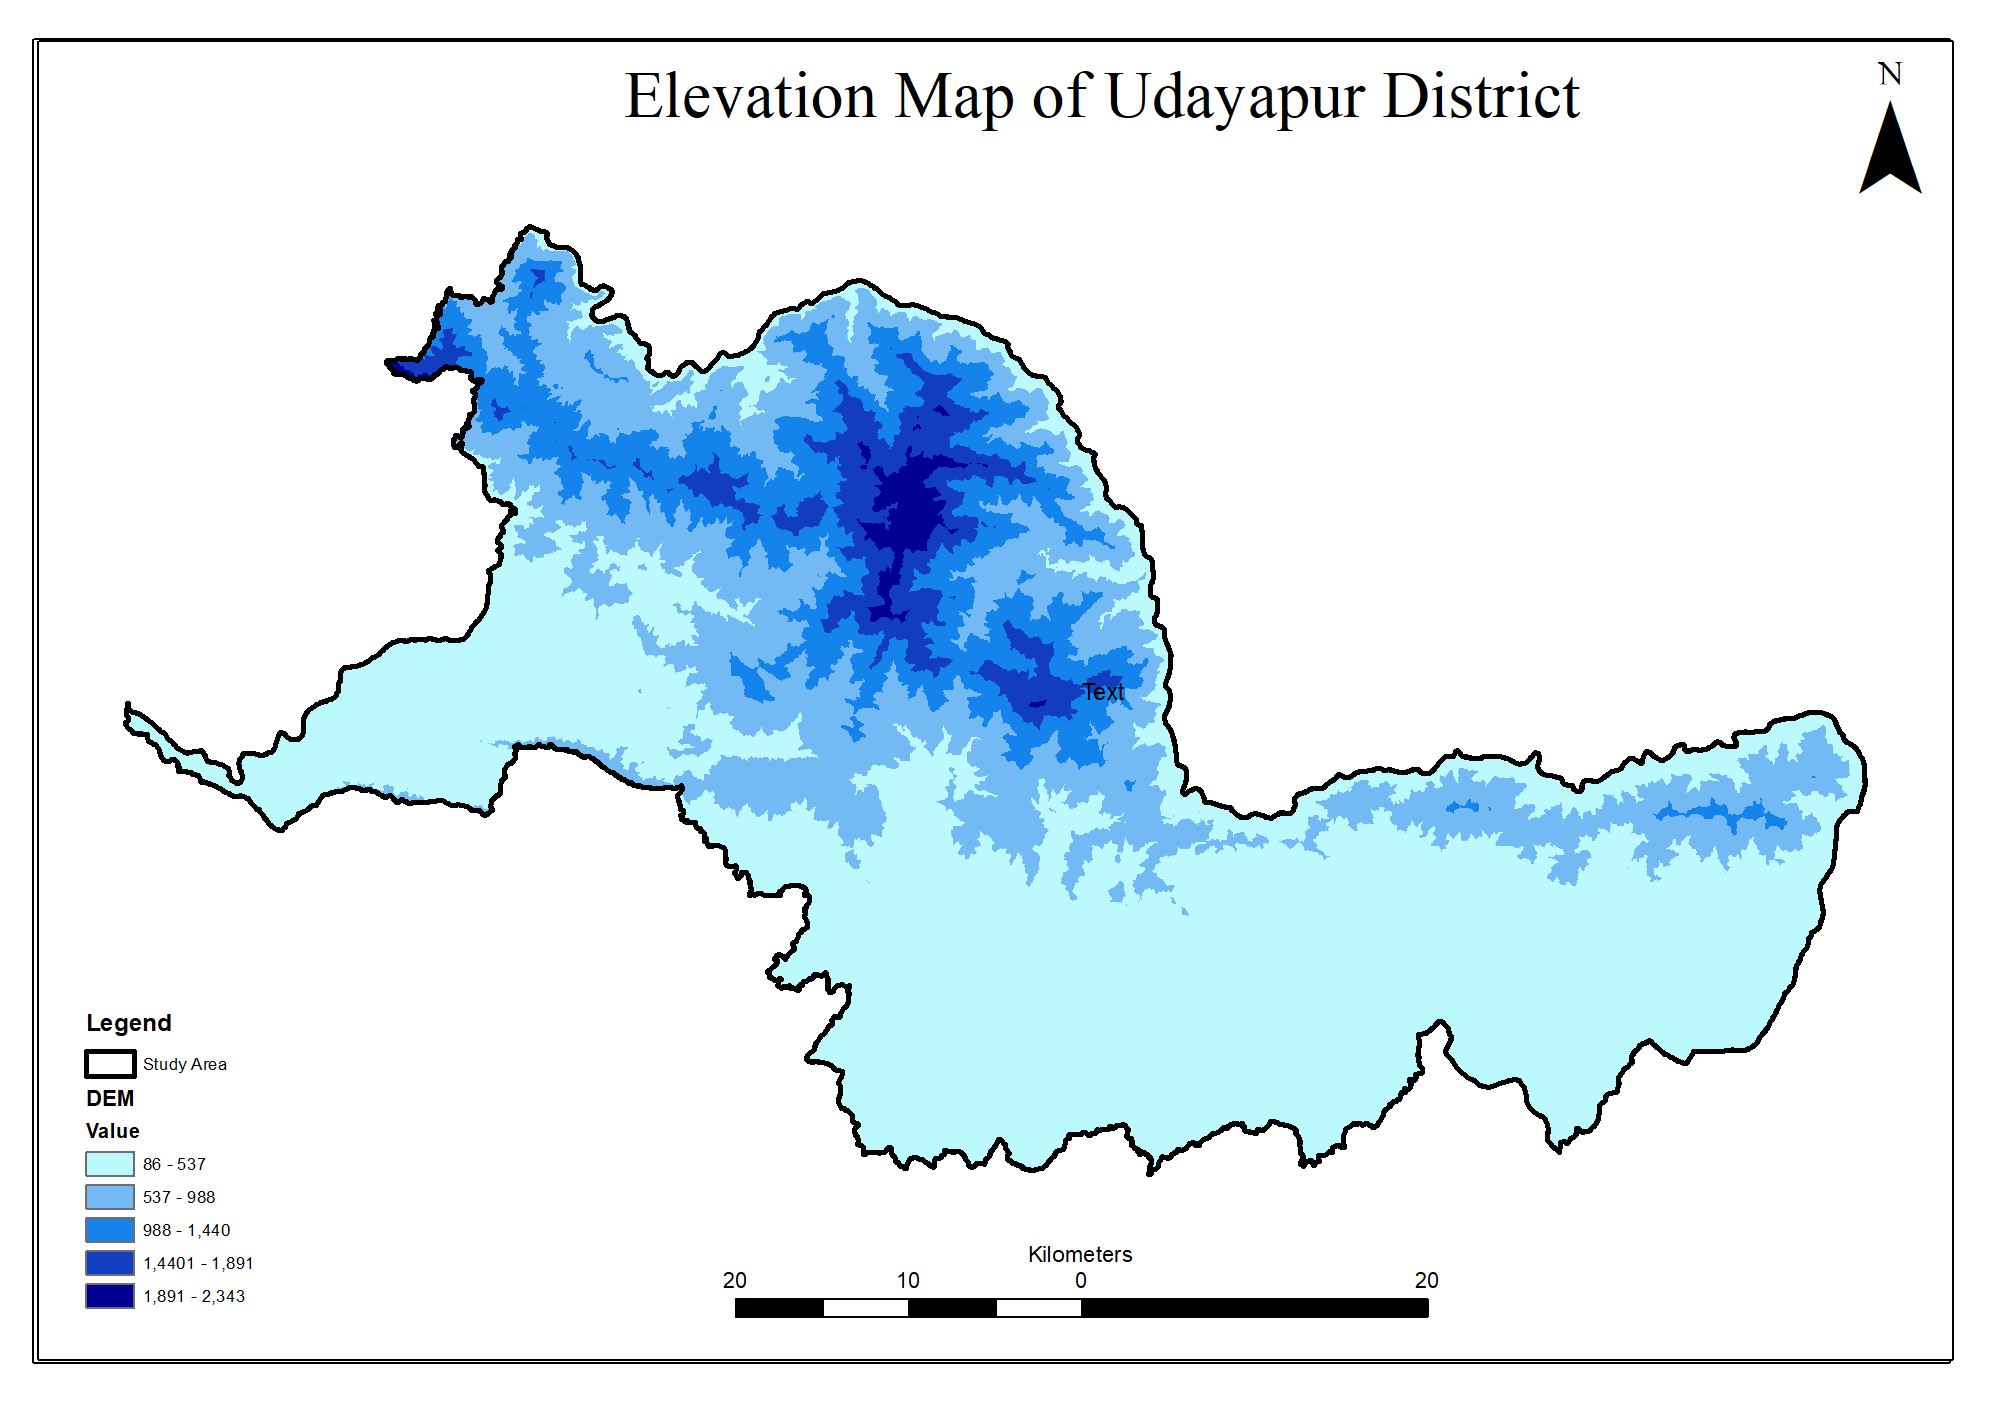 Elevation Map of Udayapur District
N
Text
Legend
Study Area
DEM
Value
86 - 537
537 - 988
988 - 1,440
1,4401 - 1,891
1,891 - 2,343
Kilometers
20 10 0 20